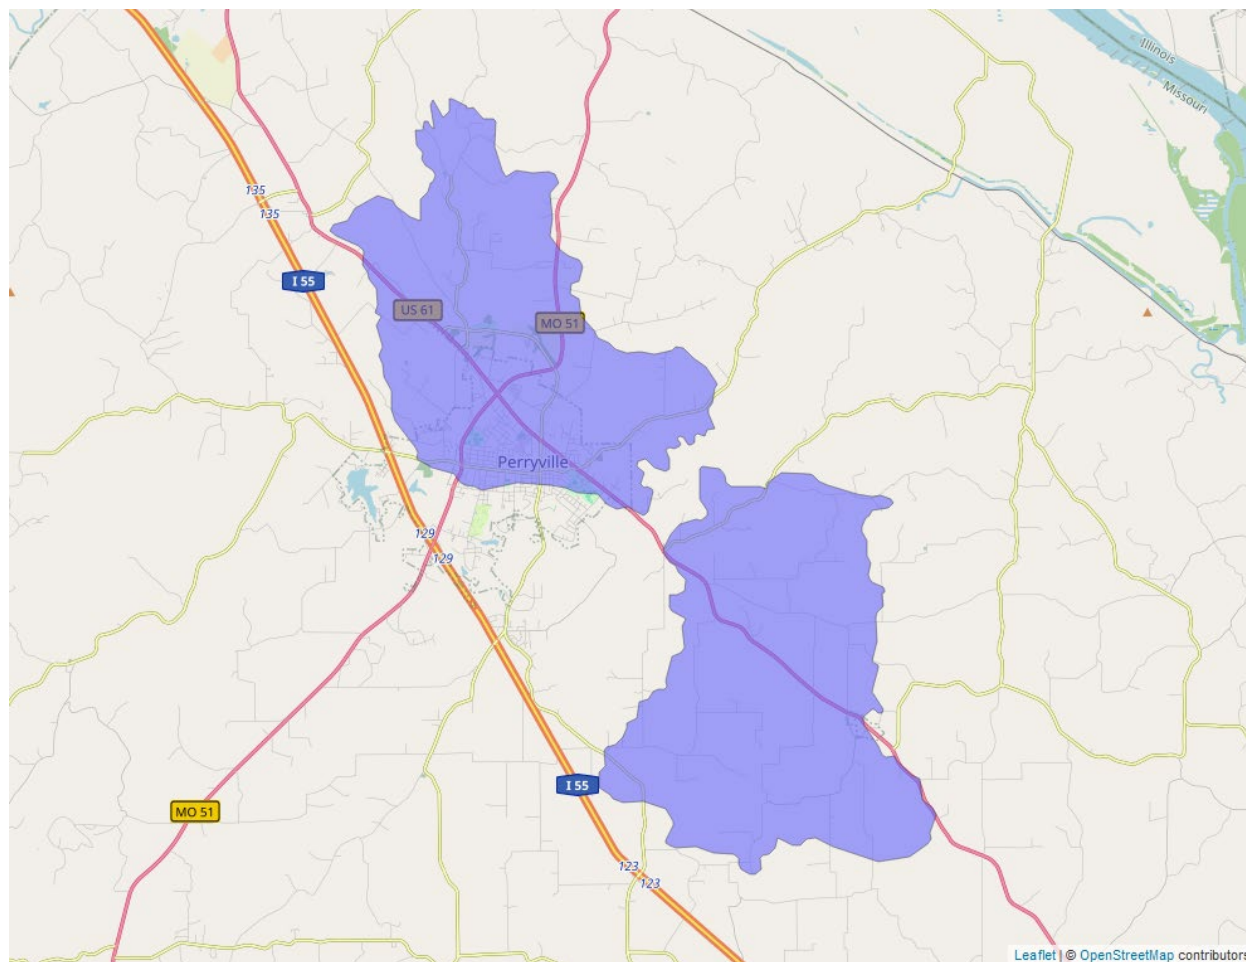 Illinois
Missouri
135
135
I 55
US 61
MO 51
Perryville
129
129
I 55
MO 51
123
123
Leaflet | © OpenStreetMap contributors